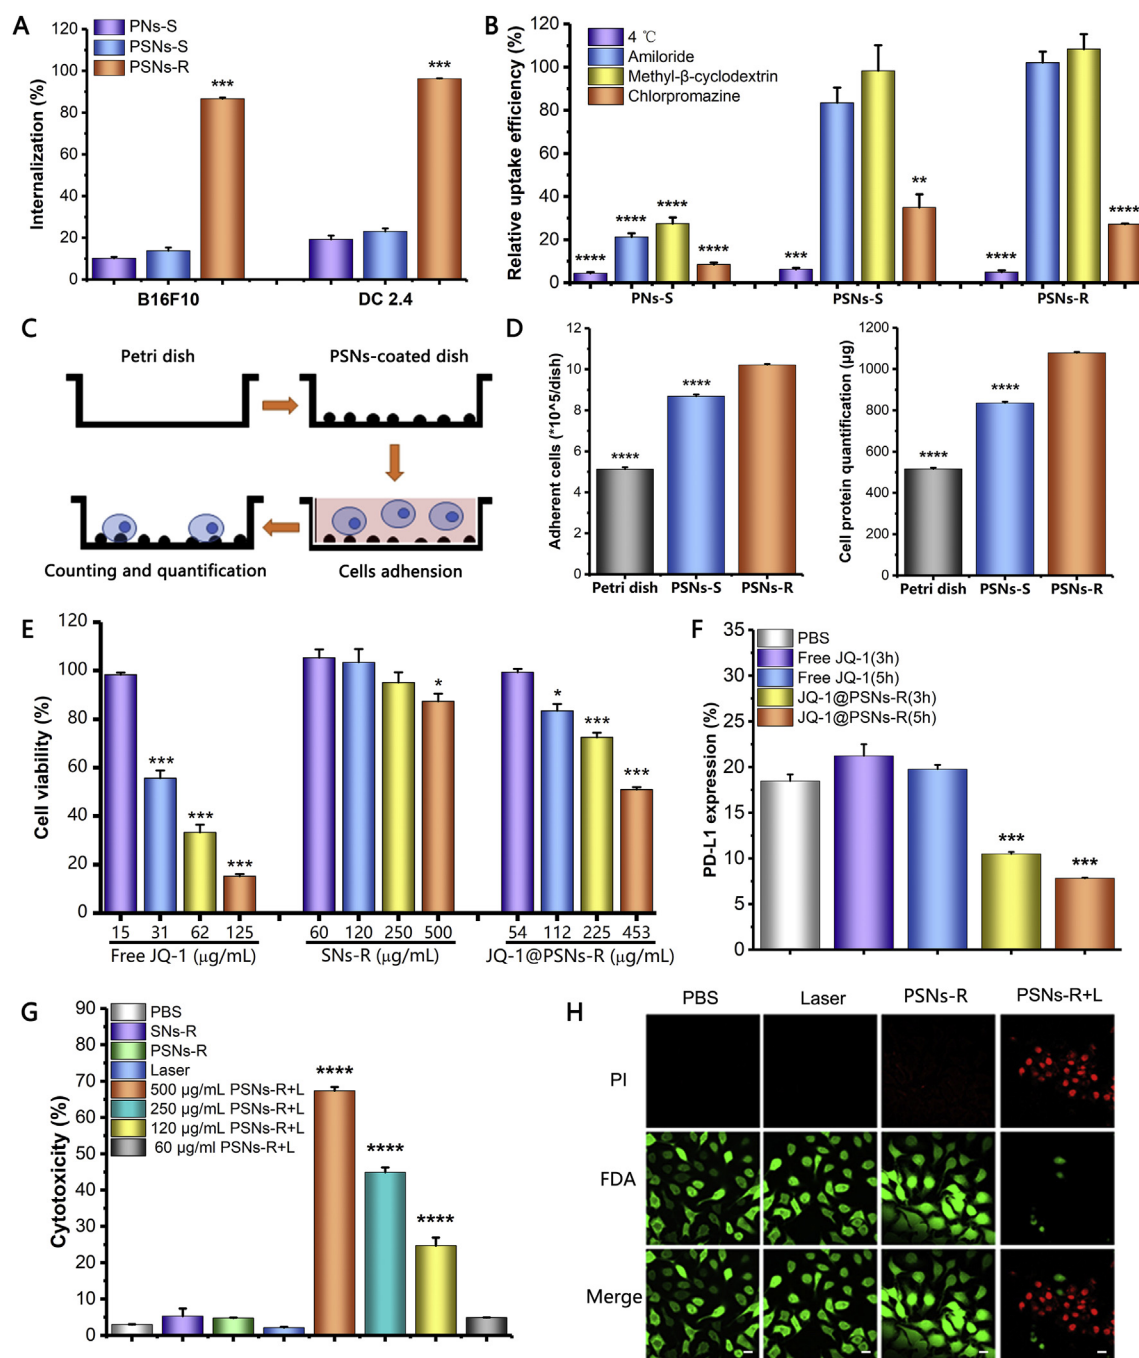 A
Internalization (%)
120
100
80
60
40
20
0
PNs-S
PSNs-S
PSNs-R
***
***
B16F10
DC 2.4
B
Relative uptake efficiency (%)
120
100
80
60
40
20
0
4 ℃
Amiloride
Methyl-β-cyclodextrin
Chlorpromazine
****
****
****
****
***
**
****
****
PNs-S
PSNs-S
PSNs-R
C
Petri dish
PSNs-coated dish
Counting and quantification
Cells adhension
D
Adherent cells (*10^5/dish)
12
10
8
6
4
2
0
****
****
Petri dish
PSNs-S
PSNs-R
Cell protein quantification (μg)
1200
1000
800
600
400
200
0
****
****
Petri dish
PSNs-S
PSNs-R
E
Cell viability (%)
120
100
80
60
40
20
0
***
***
***
*
*
***
***
15 31 62 125
60 120 250 500
54 112 225 453
Free JQ-1 (μg/mL)
SNs-R (μg/mL)
JQ-1@PSNs-R (μg/mL)
F
PD-L1 expression (%)
35
30
25
20
15
10
5
0
PBS
Free JQ-1(3h)
Free JQ-1(5h)
JQ-1@PSNs-R(3h)
JQ-1@PSNs-R(5h)
***
***
G
Cytotoxicity (%)
90
80
70
60
50
40
30
20
10
0
PBS
SNs-R
PSNs-R
Laser
500 μg/mL PSNs-R+L
250 μg/mL PSNs-R+L
120 μg/mL PSNs-R+L
60 μg/ml PSNs-R+L
****
****
****
H
PBS
Laser
PSNs-R
PSNs-R+L
PI
FDA
Merge